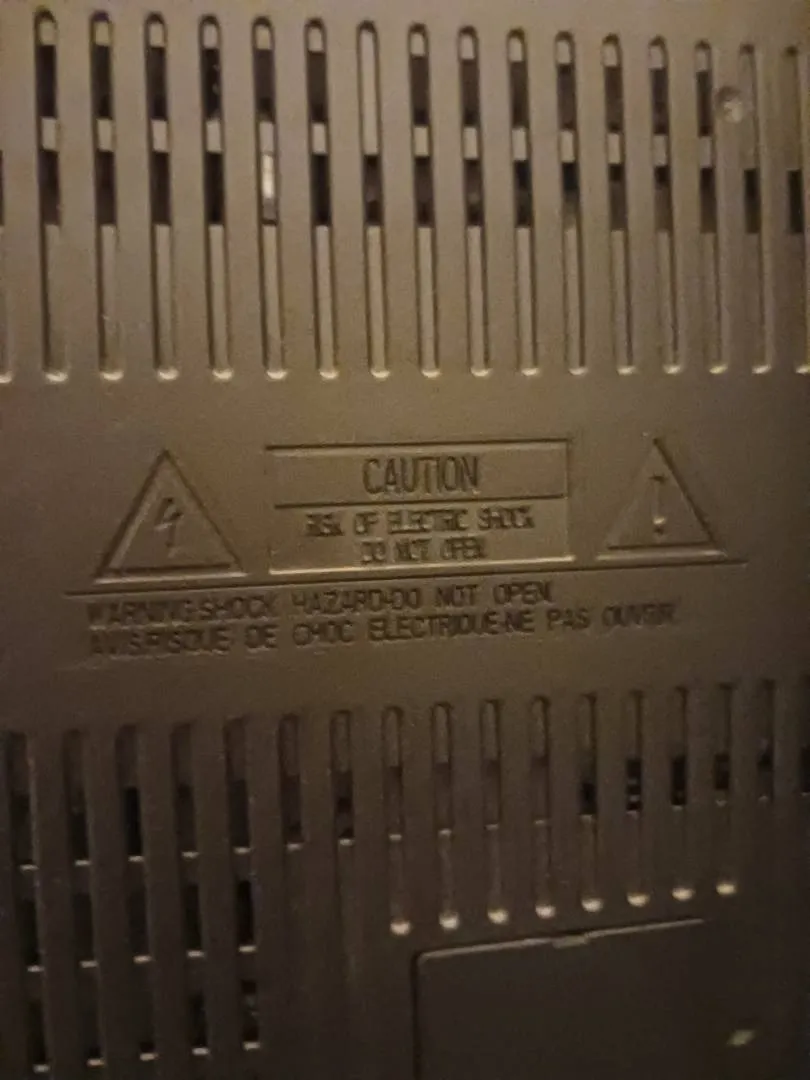 CAUTION
RISK OF ELECTRIC SHOCK
DO NOT OPEN
WARNING:SHOCK HAZARD-DO NOT OPEN
AVIS:RISQUE DE CHOC ELECTRIQUE-NE PAS OUVRIR